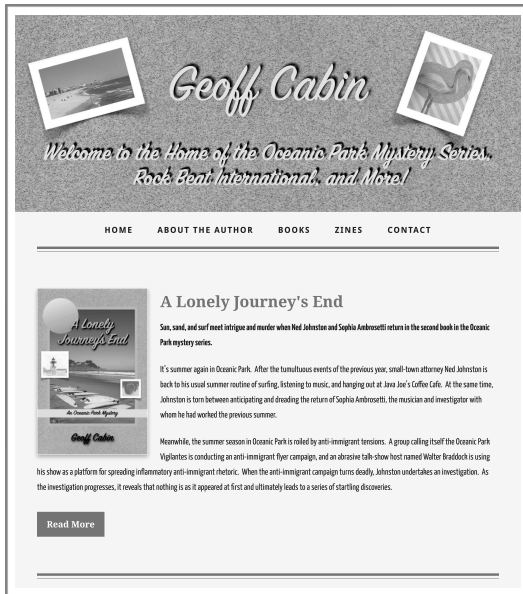 Geoff Cabin
Welcome to the Home of the Oceanic Park Mystery Series,
Rock Beat International, and More!
HOME ABOUT THE AUTHOR BOOKS ZINES CONTACT
A Lonely
Journey's End
An Oceanic Park Mystery
Geoff Cabin
A Lonely Journey's End
Sun, sand, and surf meet intrigue and murder when Ned Johnston and Sophia Ambrosetti return in the second book in the Oceanic
Park mystery series.
It's summer again in Oceanic Park. After the tumultuous events of the previous year, small-town attorney Ned Johnston is
back to his usual summer routine of surfing, listening to music, and hanging out at Java Joe's Coffee Cafe. At the same time,
Johnston is torn between anticipating and dreading the return of Sophia Ambrosetti, the musician and investigator with
whom he had worked the previous summer.
Meanwhile, the summer season in Oceanic Park is roiled by anti-immigrant tensions. A group calling itself the Oceanic Park
Vigilantes is conducting an anti-immigrant flyer campaign, and an abrasive talk-show host named Walter Braddock is using
his show as a platform for spreading inflammatory anti-immigrant rhetoric. When the anti-immigrant campaign turns deadly, Johnston undertakes an investigation. As
the investigation progresses, it reveals that nothing is as it appeared at first and ultimately leads to a series of startling discoveries.
Read More